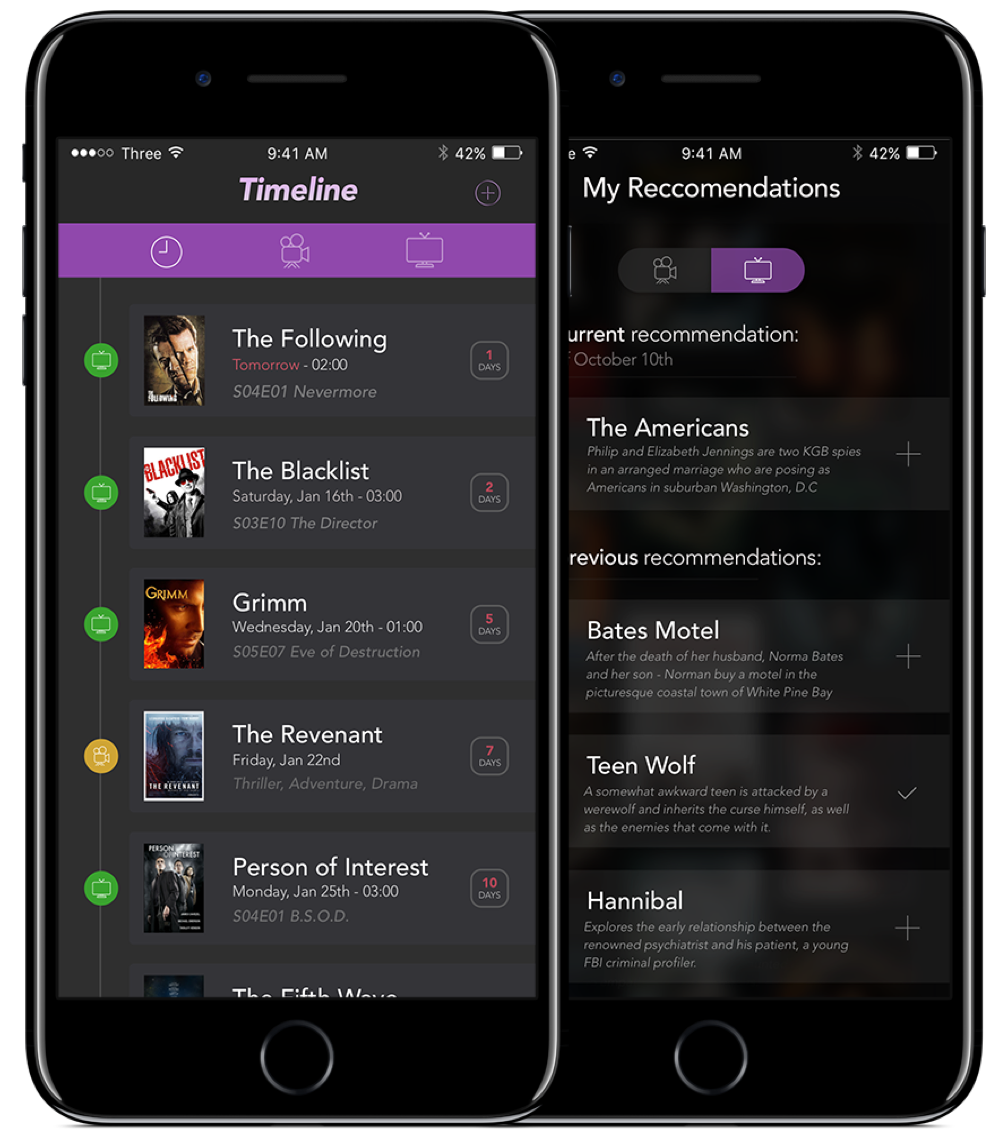 Three
9:41 AM
42%
Timeline
The Following
Tomorrow - 02:00
S04E01 Nevermore
1
DAYS
THE FOLLOWING
The Blacklist
Saturday, Jan 16th - 03:00
S03E10 The Director
2
DAYS
BLACKLIST
Grimm
Wednesday, Jan 20th - 01:00
S05E07 Eve of Destruction
5
DAYS
GRIMM
The Revenant
Friday, Jan 22nd
Thriller, Adventure, Drama
7
DAYS
THE REVENANT
Person of Interest
Monday, Jan 25th - 03:00
S04E01 B.S.O.D.
10
DAYS
PERSON
OF INTEREST
The Fifth Wave
e
9:41 AM
42%
My Reccomendations
urrent recommendation:
f October 10th
The Americans
Philip and Elizabeth Jennings are two KGB spies
in an arranged marriage who are posing as
Americans in suburban Washington, D.C
revious recommendations:
Bates Motel
After the death of her husband, Norma Bates
and her son - Norman buy a motel in the
picturesque coastal town of White Pine Bay
Teen Wolf
A somewhat awkward teen is attacked by a
werewolf and inherits the curse himself, as well
as the enemies that come with it.
Hannibal
Explores the early relationship between the
renowned psychiatrist and his patient, a young
FBI criminal profiler.